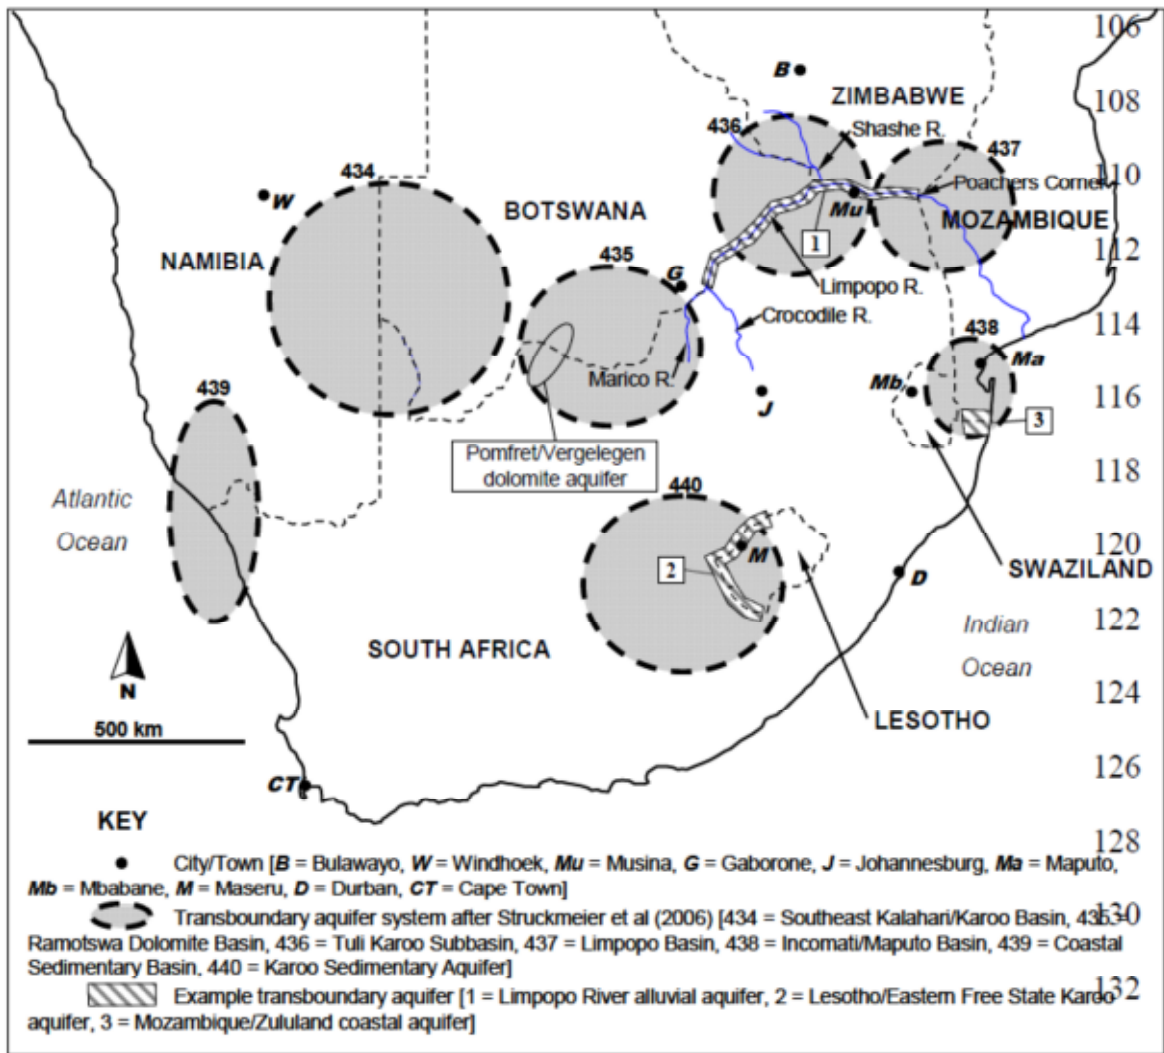 106
B
ZIMBABWE
108
436
Shashe R.
437
434
110
W
Mu
Poachers Corner
BOTSWANA
MOZAMBIQUE
NAMIBIA
435
1
112
G
Limpopo R.
Crocodile R.
114
438
Ma
439
Marico R.
Mb
J
116
3
Pomfret/Vergelegen
dolomite aquifer
118
440
Atlantic
Ocean
120
M
2
SWAZILAND
D
122
Indian
Ocean
SOUTH AFRICA
N
124
LESOTHO
500 km
126
CT
KEY
128
City/Town [B = Bulawayo, W = Windhoek, Mu = Musina, G = Gaborone, J = Johannesburg, Ma = Maputo,
Mb = Mbabane, M = Maseru, D = Durban, CT = Cape Town]
130
Transboundary aquifer system after Struckmeier et al (2006) [434 = Southeast Kalahari/Karoo Basin, 435 =
Ramotswa Dolomite Basin, 436 = Tuli Karoo Subbasin, 437 = Limpopo Basin, 438 = Incomati/Maputo Basin, 439 = Coastal
Sedimentary Basin, 440 = Karoo Sedimentary Aquifer]
132
Example transboundary aquifer [1 = Limpopo River alluvial aquifer, 2 = Lesotho/Eastern Free State Karoo
aquifer, 3 = Mozambique/Zululand coastal aquifer]